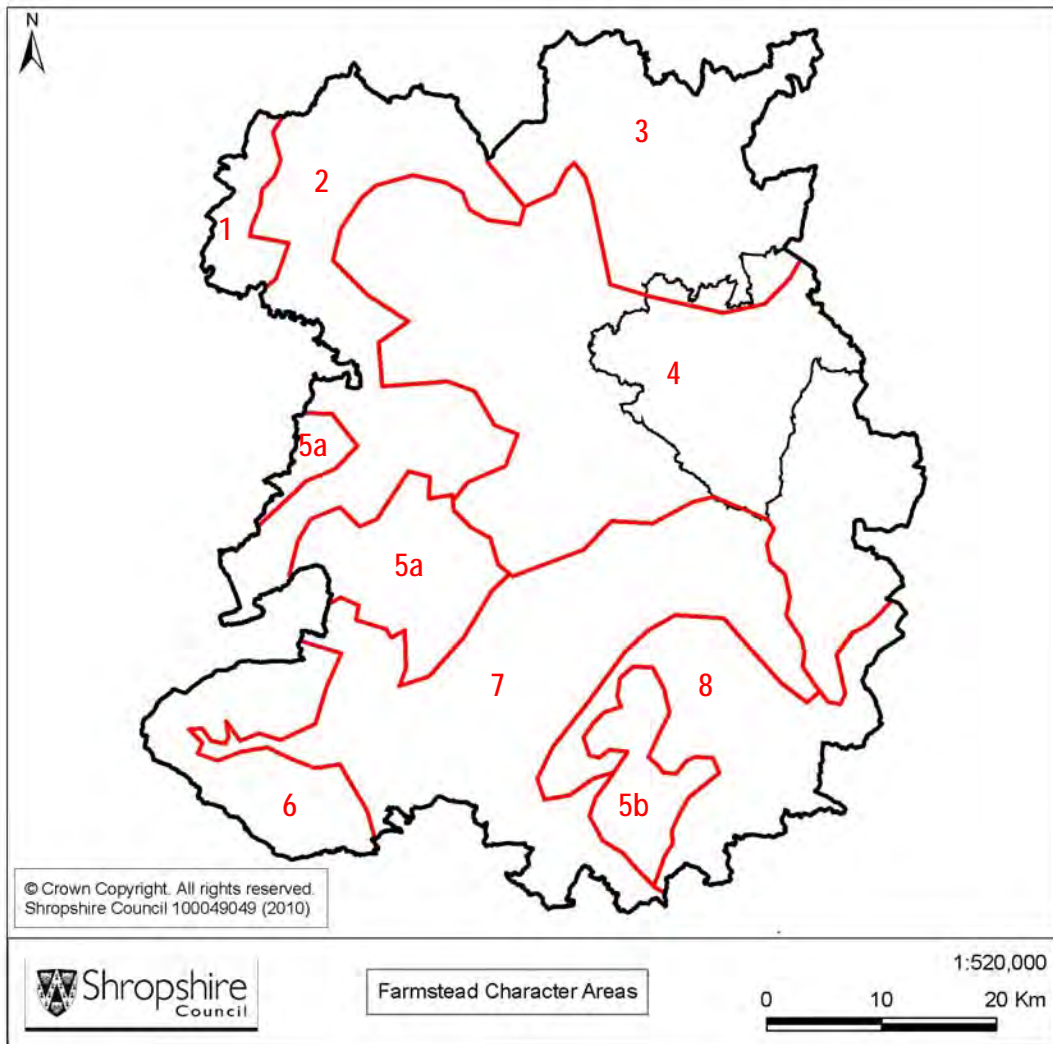 N
3
2
1
4
5a
5a
7
8
6
5b
© Crown Copyright. All rights reserved.
Shropshire Council 100049049 (2010)
Shropshire
Council
Farmstead Character Areas
1:520,000
0 10 20 Km